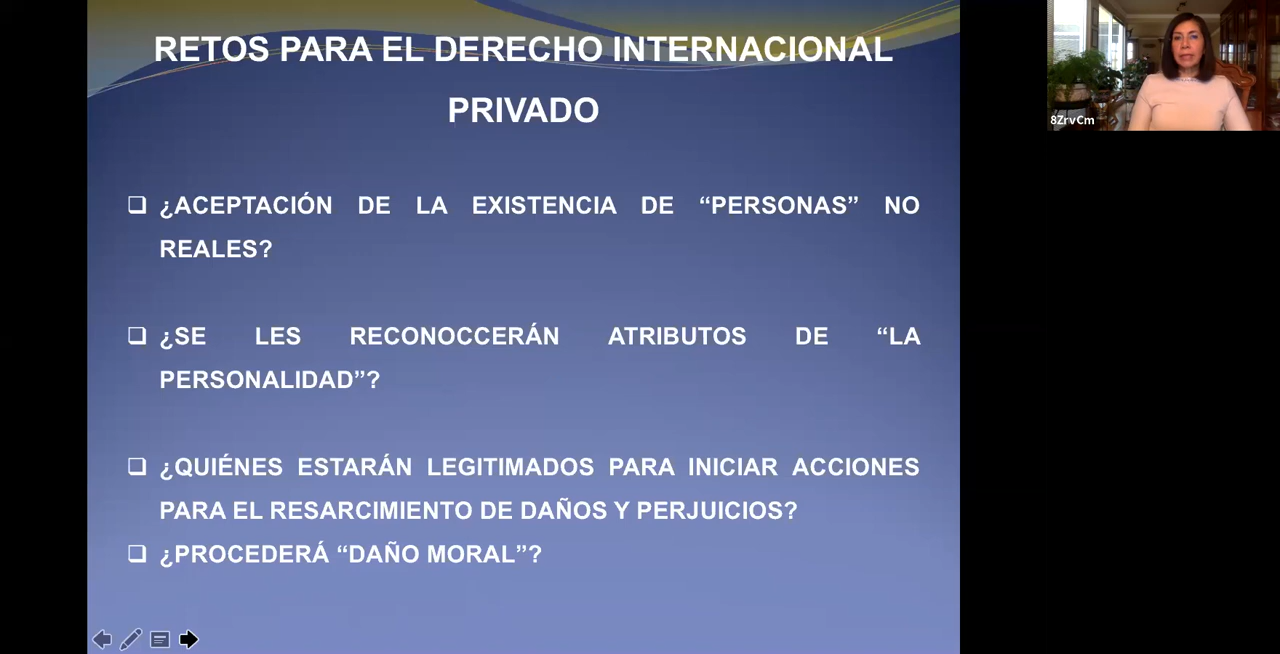 RETOS PARA EL DERECHO INTERNACIONAL
PRIVADO
¿ACEPTACIÓN DE LA EXISTENCIA DE “PERSONAS” NO
REALES?
¿SE LES RECONOCCERÁN ATRIBUTOS DE “LA
PERSONALIDAD”?
¿QUIÉNES ESTARÁN LEGITIMADOS PARA INICIAR ACCIONES
PARA EL RESARCIMIENTO DE DAÑOS Y PERJUICIOS?
¿PROCEDERÁ “DAÑO MORAL”?
8ZrvCm